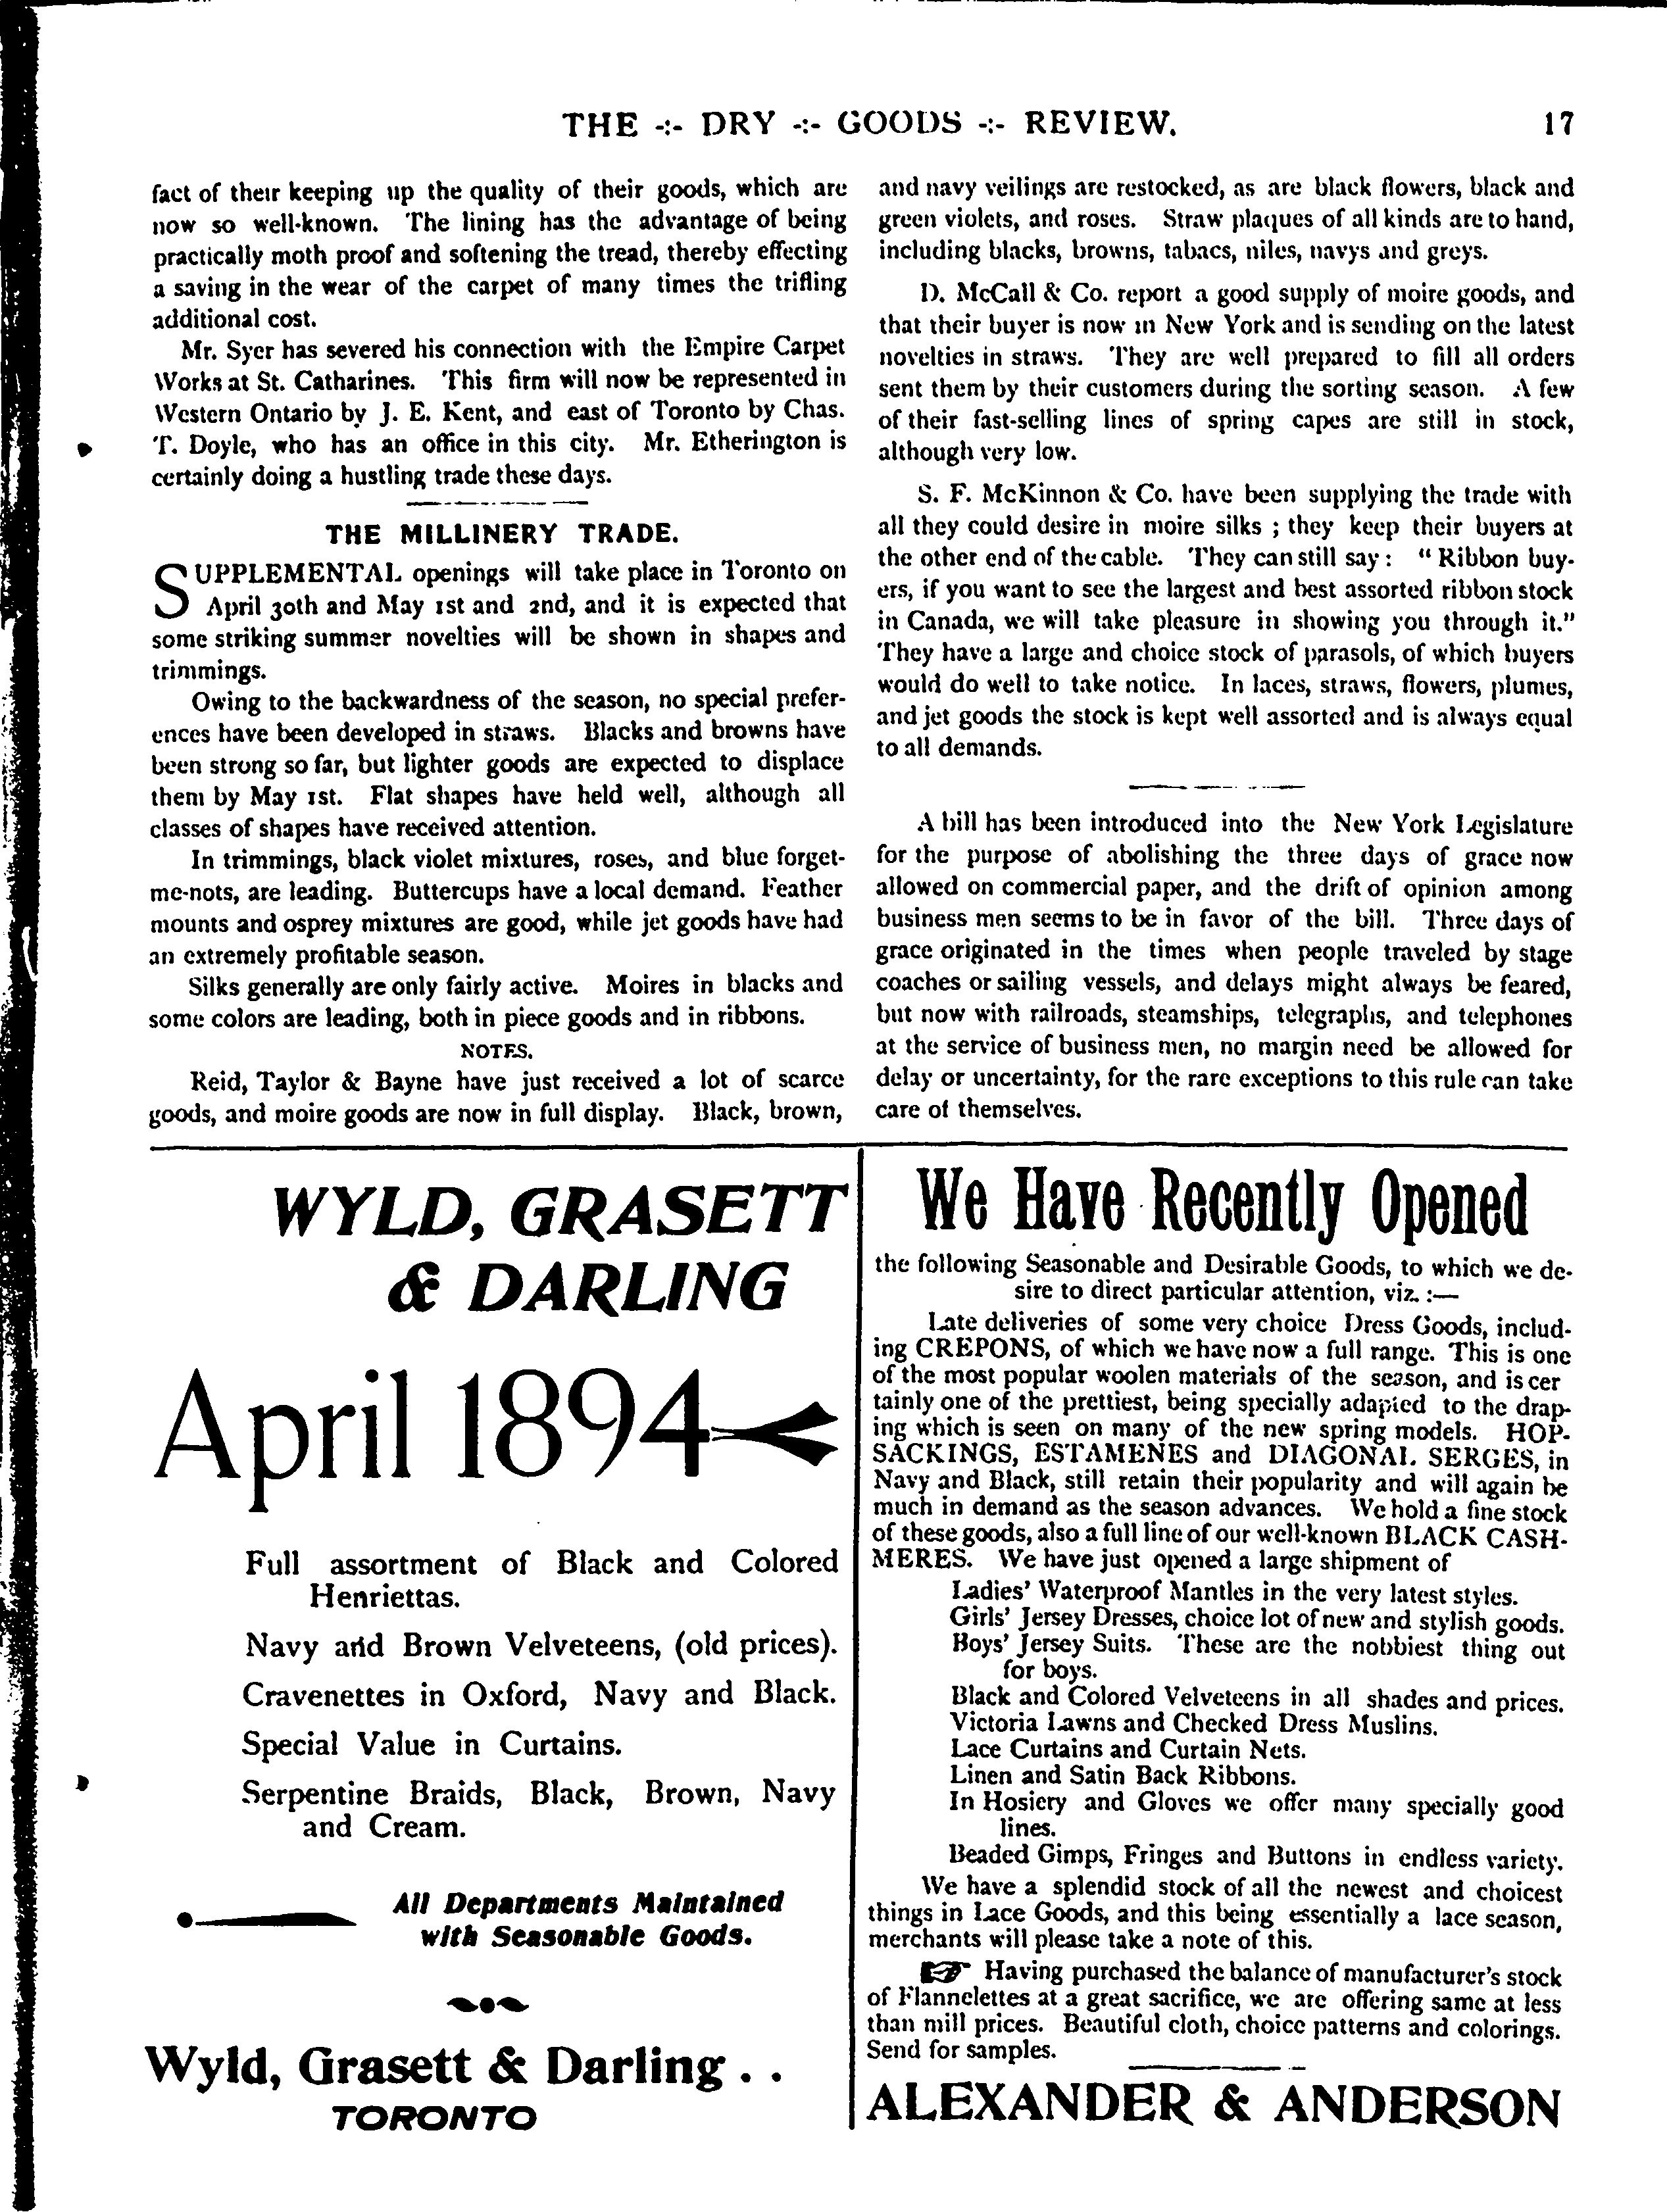 THE -:- DRY -:- GOODS -:- REVIEW. 17
fact of their keeping up the quality of their goods, which are
now so well-known. The lining has the advantage of being
practically moth proof and softening the tread, thereby effecting
a saving in the wear of the carpet of many times the trifling
additional cost.
Mr. Syer has severed his connection with the Empire Carpet
Works at St. Catharines. This firm will now be represented in
Western Ontario by J. E. Kent, and east of Toronto by Chas.
T. Doyle, who has an office in this city. Mr. Etherington is
certainly doing a hustling trade these days.
THE MILLINERY TRADE.
SUPPLEMENTAL openings will take place in Toronto on
April 30th and May 1st and 2nd, and it is expected that
some striking summer novelties will be shown in shapes and
trimmings.
Owing to the backwardness of the season, no special prefer-
ences have been developed in straws. Blacks and browns have
been strong so far, but lighter goods are expected to displace
them by May 1st. Flat shapes have held well, although all
classes of shapes have received attention.
In trimmings, black violet mixtures, roses, and blue forget-
me-nots, are leading. Buttercups have a local demand. Feather
mounts and osprey mixtures are good, while jet goods have had
an extremely profitable season.
Silks generally are only fairly active. Moires in blacks and
some colors are leading, both in piece goods and in ribbons.
NOTES.
Reid, Taylor & Bayne have just received a lot of scarce
goods, and moire goods are now in full display. Black, brown,
and navy veilings are restocked, as are black flowers, black and
green violets, and roses. Straw plaques of all kinds are to hand,
including blacks, browns, tabacs, niles, navys and greys.
D. McCall & Co. report a good supply of moire goods, and
that their buyer is now in New York and is sending on the latest
novelties in straws. They are well prepared to fill all orders
sent them by their customers during the sorting season. A few
of their fast-selling lines of spring capes are still in stock,
although very low.
S. F. McKinnon & Co. have been supplying the trade with
all they could desire in moire silks ; they keep their buyers at
the other end of the cable. They can still say : "Ribbon buy-
ers, if you want to see the largest and best assorted ribbon stock
in Canada, we will take pleasure in showing you through it."
They have a large and choice stock of parasols, of which buyers
would do well to take notice. In laces, straws, flowers, plumes,
and jet goods the stock is kept well assorted and is always equal
to all demands.
A bill has been introduced into the New York Legislature
for the purpose of abolishing the three days of grace now
allowed on commercial paper, and the drift of opinion among
business men seems to be in favor of the bill. Three days of
grace originated in the times when people traveled by stage
coaches or sailing vessels, and delays might always be feared,
but now with railroads, steamships, telegraphs, and telephones
at the service of business men, no margin need be allowed for
delay or uncertainty, for the rare exceptions to this rule can take
care of themselves.
WYLD, GRASETT
& DARLING
April 1894
Full assortment of Black and Colored
Henriettas.
Navy and Brown Velveteens, (old prices).
Cravenettes in Oxford, Navy and Black.
Special Value in Curtains.
Serpentine Braids, Black, Brown, Navy
and Cream.
All Departments Maintained
with Seasonable Goods.
Wyld, Grasett & Darling . .
TORONTO
We Have Recently Opened
the following Seasonable and Desirable Goods, to which we de-
sire to direct particular attention, viz. :—
Late deliveries of some very choice Dress Goods, includ-
ing CREPONS, of which we have now a full range. This is one
of the most popular woolen materials of the season, and is cer
tainly one of the prettiest, being specially adapted to the drap-
ing which is seen on many of the new spring models. HOP-
SACKINGS, ESTAMENES and DIAGONAL SERGES, in
Navy and Black, still retain their popularity and will again be
much in demand as the season advances. We hold a fine stock
of these goods, also a full line of our well-known BLACK CASH-
MERES. We have just opened a large shipment of
Ladies' Waterproof Mantles in the very latest styles.
Girls' Jersey Dresses, choice lot of new and stylish goods.
Boys' Jersey Suits. These are the nobbiest thing out
for boys.
Black and Colored Velveteens in all shades and prices.
Victoria Lawns and Checked Dress Muslins.
Lace Curtains and Curtain Nets.
Linen and Satin Back Ribbons.
In Hosiery and Gloves we offer many specially good
lines.
Beaded Gimps, Fringes and Buttons in endless variety.
We have a splendid stock of all the newest and choicest
things in Lace Goods, and this being essentially a lace season,
merchants will please take a note of this.
☞ Having purchased the balance of manufacturer's stock
of Flannelettes at a great sacrifice, we are offering same at less
than mill prices. Beautiful cloth, choice patterns and colorings.
Send for samples.
ALEXANDER & ANDERSON